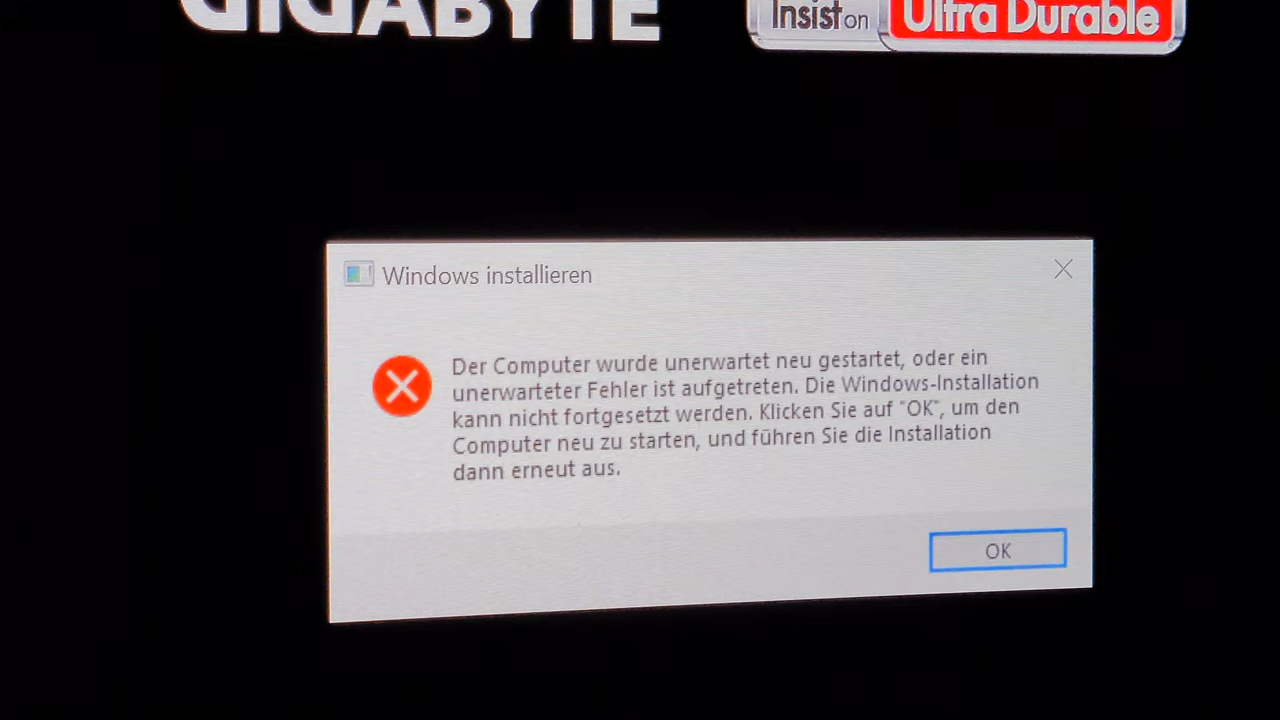 GIGABYTE
Insist on Ultra Durable
Windows installieren
Der Computer wurde unerwartet neu gestartet, oder ein
unerwarteter Fehler ist aufgetreten. Die Windows-Installation
kann nicht fortgesetzt werden. Klicken Sie auf "OK", um den
Computer neu zu starten, und führen Sie die Installation
dann erneut aus.
OK